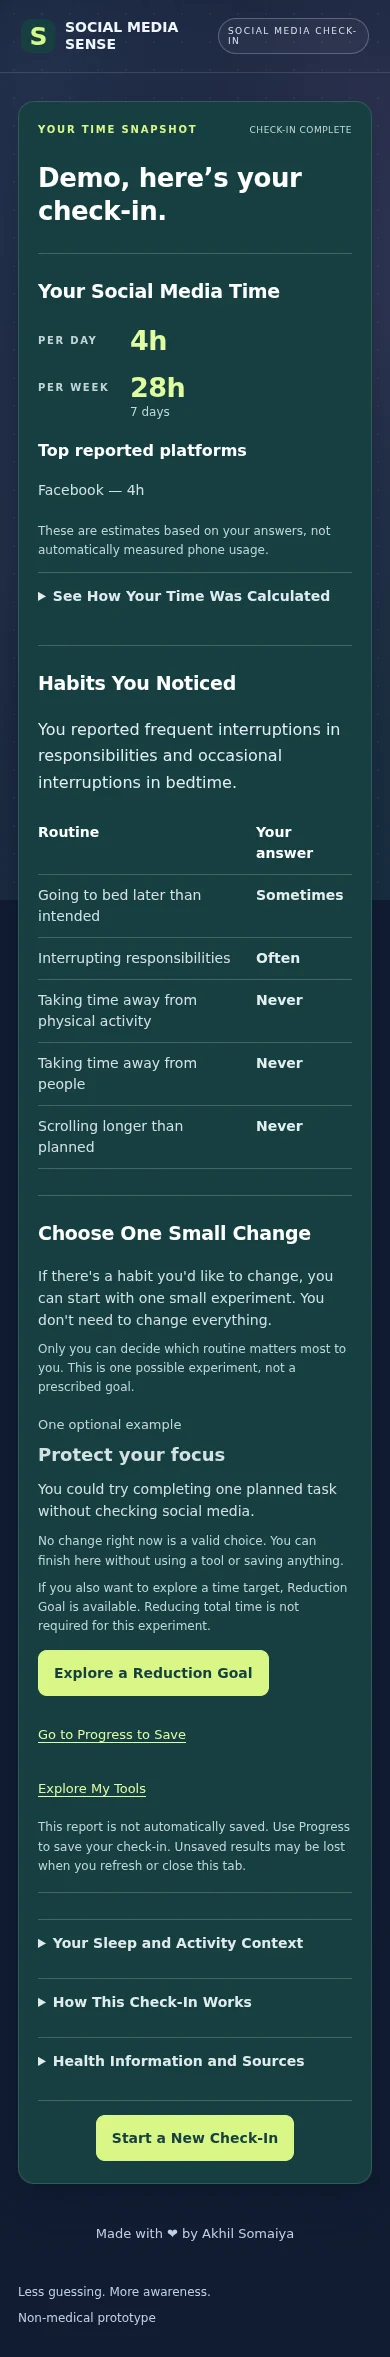 S
SOCIAL MEDIA
SENSE
SOCIAL MEDIA CHECK-
IN
YOUR TIME SNAPSHOT
CHECK-IN COMPLETE
Demo, here’s your
check-in.
Your Social Media Time
PER DAY 4h
PER WEEK 28h
7 days
Top reported platforms
Facebook — 4h
These are estimates based on your answers, not
automatically measured phone usage.
▶ See How Your Time Was Calculated
Habits You Noticed
You reported frequent interruptions in
responsibilities and occasional
interruptions in bedtime.
Routine Your
answer
Going to bed later than Sometimes
intended
Interrupting responsibilities Often
Taking time away from Never
physical activity
Taking time away from Never
people
Scrolling longer than Never
planned
Choose One Small Change
If there's a habit you'd like to change, you
can start with one small experiment. You
don't need to change everything.
Only you can decide which routine matters most to
you. This is one possible experiment, not a
prescribed goal.
One optional example
Protect your focus
You could try completing one planned task
without checking social media.
No change right now is a valid choice. You can
finish here without using a tool or saving anything.
If you also want to explore a time target, Reduction
Goal is available. Reducing total time is not
required for this experiment.
Explore a Reduction Goal
Go to Progress to Save
Explore My Tools
This report is not automatically saved. Use Progress
to save your check-in. Unsaved results may be lost
when you refresh or close this tab.
▶ Your Sleep and Activity Context
▶ How This Check-In Works
▶ Health Information and Sources
Start a New Check-In
Made with ❤ by Akhil Somaiya
Less guessing. More awareness.
Non-medical prototype